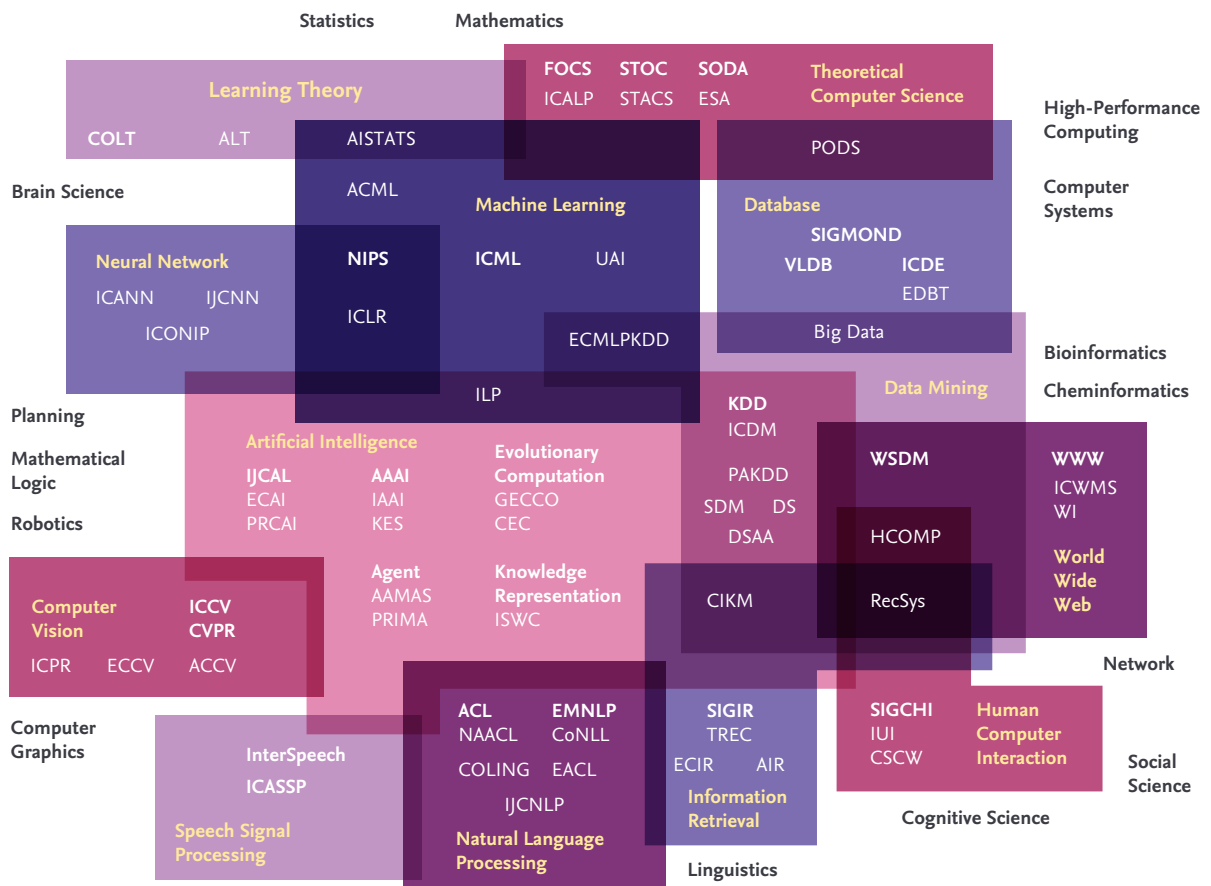 Statistics
Mathematics
Learning Theory
COLT
ALT
AISTATS
FOCS
STOC
SODA
ICALP
STACS
ESA
Theoretical
Computer Science
PODS
High-Performance
Computing
Computer
Systems
Brain Science
ACML
Machine Learning
NIPS
ICML
UAI
ICLR
ECMLPKDD
ILP
Database
SIGMOND
VLDB
ICDE
EDBT
Big Data
Neural Network
ICANN
IJCNN
ICONIP
Bioinformatics
Cheminformatics
Data Mining
KDD
ICDM
PAKDD
SDM
DS
DSAA
Planning
Mathematical
Logic
Robotics
Artificial Intelligence
IJCAL
AAAI
ECAI
IAAI
PRCAI
KES
Evolutionary
Computation
GECCO
CEC
Agent
AAMAS
PRIMA
Knowledge
Representation
ISWC
WSDM
HCOMP
RecSys
CIKM
WWW
ICWMS
WI
World
Wide
Web
Network
Computer
Vision
ICCV
CVPR
ICPR
ECCV
ACCV
Computer
Graphics
InterSpeech
ICASSP
Speech Signal
Processing
ACL
EMNLP
NAACL
CoNLL
COLING
EACL
IJCNLP
Natural Language
Processing
SIGIR
TREC
ECIR
AIR
Information
Retrieval
SIGCHI
IUI
CSCW
Human
Computer
Interaction
Social
Science
Cognitive Science
Linguistics